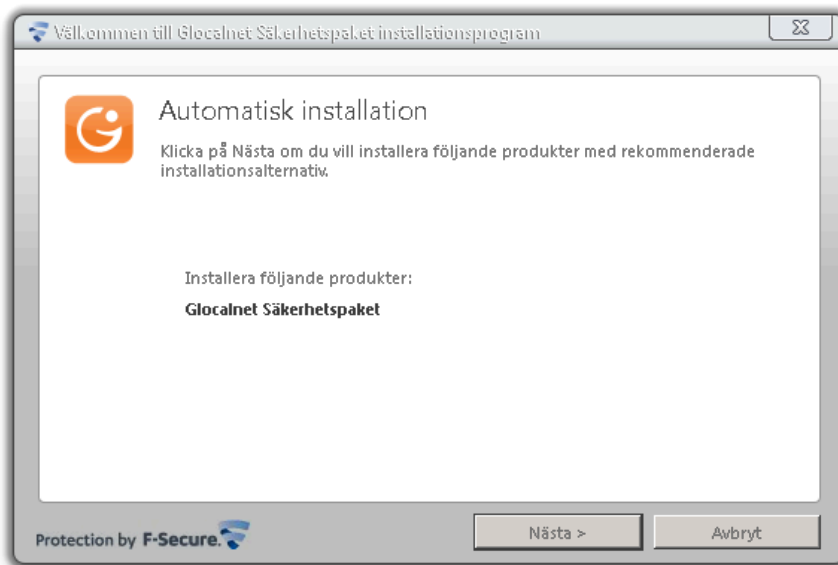 Välkommen till Glocalnet Säkerhetspaket installationsprogram
Automatisk installation
Klicka på Nästa om du vill installera följande produkter med rekommenderade
installationsalternativ.
Installera följande produkter:
Glocalnet Säkerhetspaket
Protection by F-Secure.
Nästa >
Avbryt